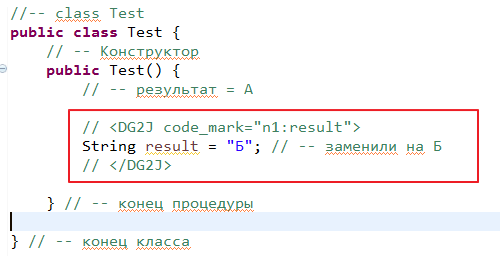 //-- class Test
public class Test {
// -- Конструктор
public Test() {
// -- результат = А
// <DG2J code_mark="n1:result">
String result = "Б"; // -- заменили на Б
// </DG2J>
} // -- конец процедуры
} // -- конец класса